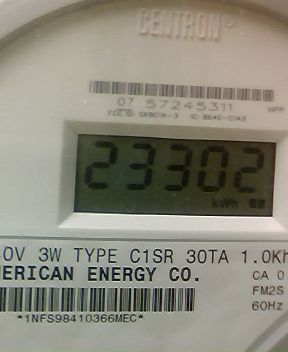 CENTRON
07 57245311
23302
kWh
0V 3W TYPE C1SR 30TA 1.0Kh
MERICAN ENERGY CO.
CA 0
FM2S
60Hz
*1NFS98410366MEC*